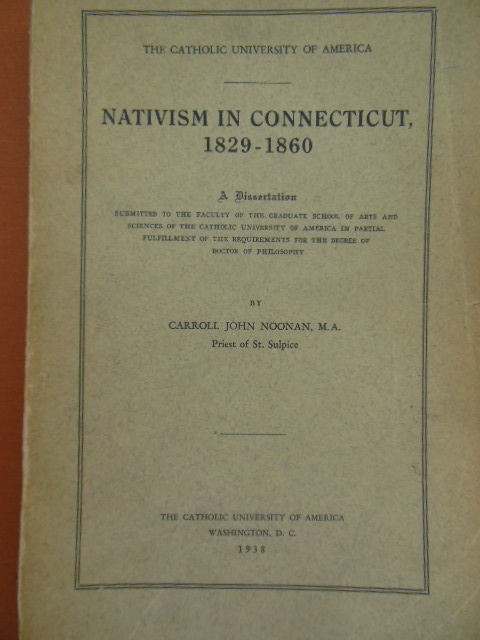 THE CATHOLIC UNIVERSITY OF AMERICA
NATIVISM IN CONNECTICUT,
1829-1860
A Dissertation
SUBMITTED TO THE FACULTY OF THE GRADUATE SCHOOL OF ARTS AND
SCIENCES OF THE CATHOLIC UNIVERSITY OF AMERICA IN PARTIAL
FULFILLMENT OF THE REQUIREMENTS FOR THE DEGREE OF
DOCTOR OF PHILOSOPHY
BY
CARROLL JOHN NOONAN, M.A.
Priest of St. Sulpice
THE CATHOLIC UNIVERSITY OF AMERICA
WASHINGTON, D. C.
1938